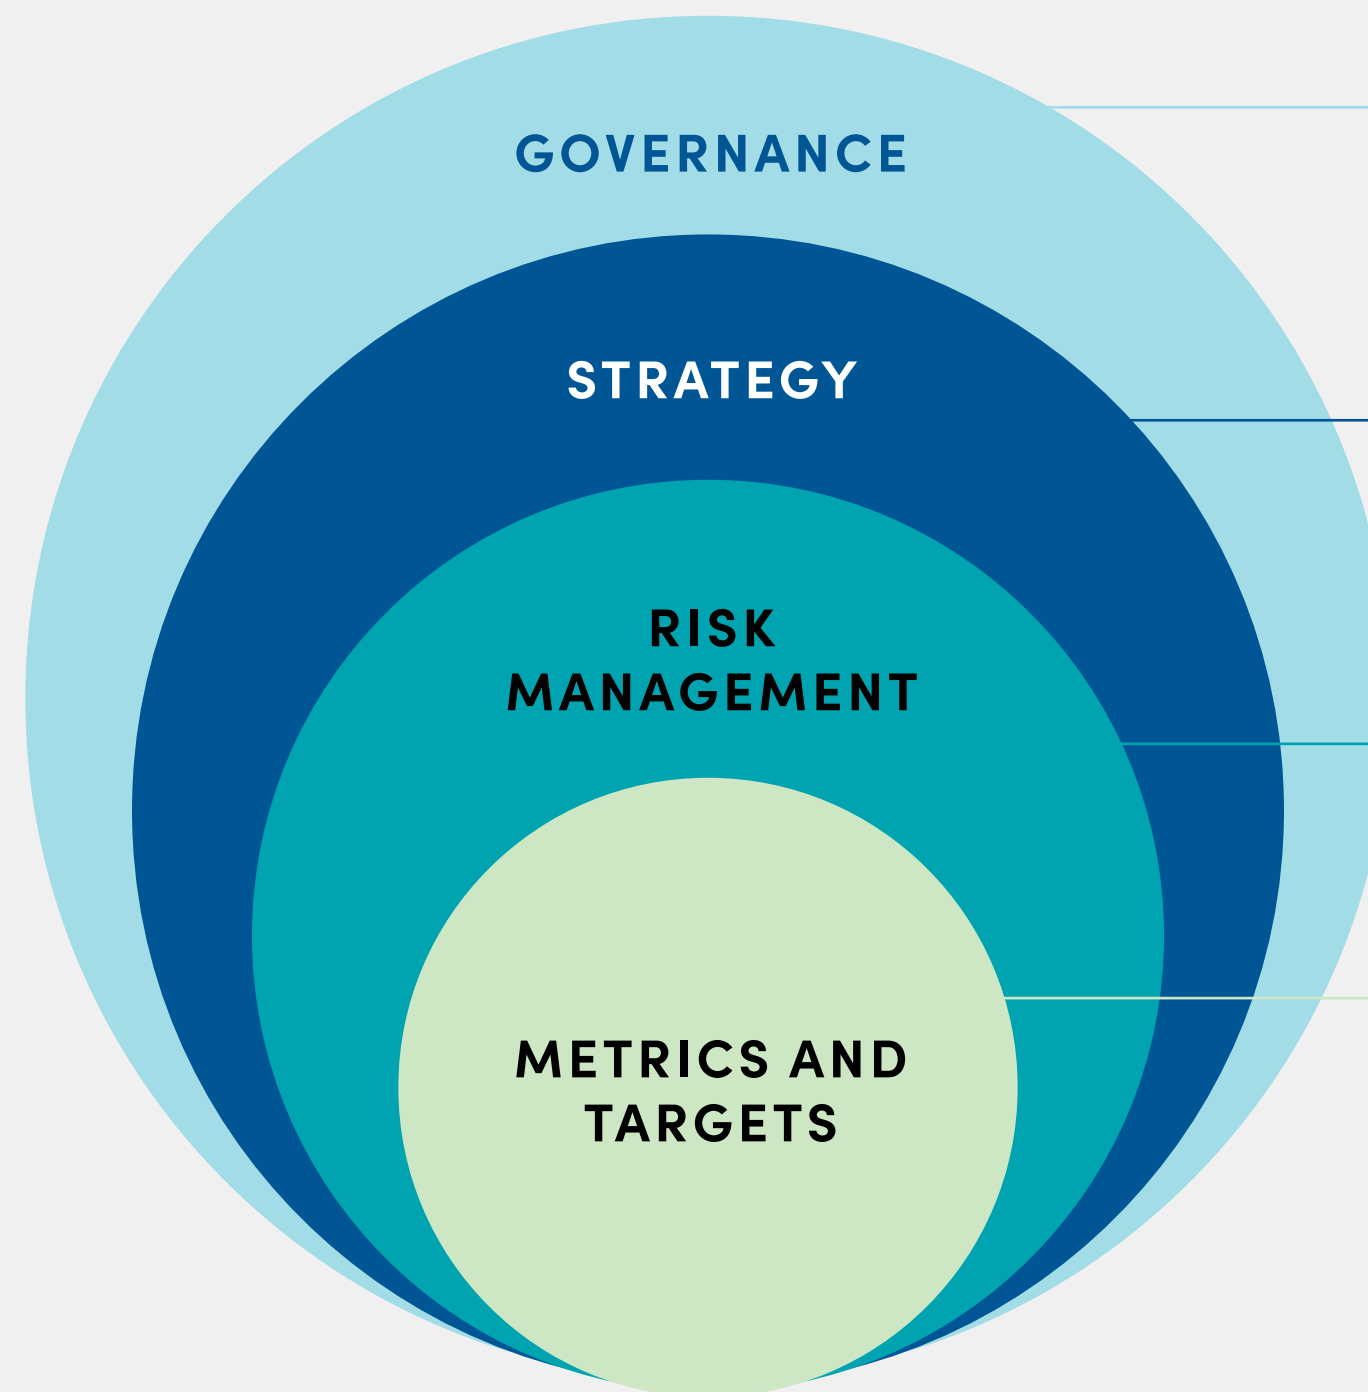 GOVERNANCE
STRATEGY
RISK
MANAGEMENT
METRICS AND
TARGETS